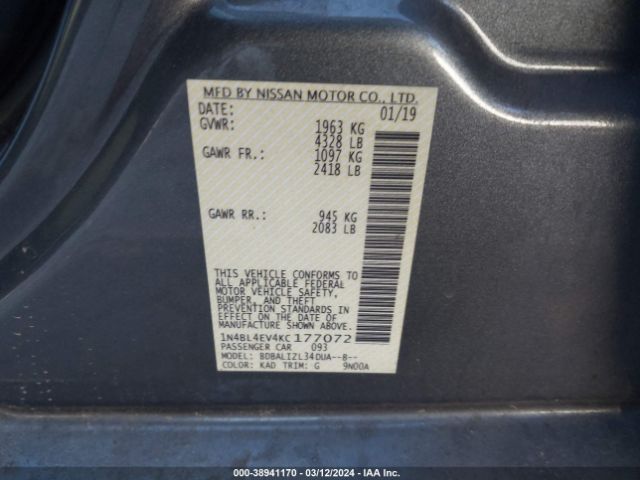 MFD BY NISSAN MOTOR CO., LTD.
DATE: 01/19
GVWR: 1963 KG
4328 LB
GAWR FR.: 1097 KG
2418 LB
GAWR RR.: 945 KG
2083 LB
THIS VEHICLE CONFORMS TO
ALL APPLICABLE FEDERAL
MOTOR VEHICLE SAFETY,
BUMPER, AND THEFT
PREVENTION STANDARDS IN
EFFECT ON THE DATE OF
MANUFACTURE SHOWN ABOVE.
1N4BL4EV4KC177072
PASSENGER CAR 093
MODEL: BDBALIZL34DUA--B--
COLOR: KAD TRIM: G 9N00A
000-38941170 - 03/12/2024 - IAA Inc.